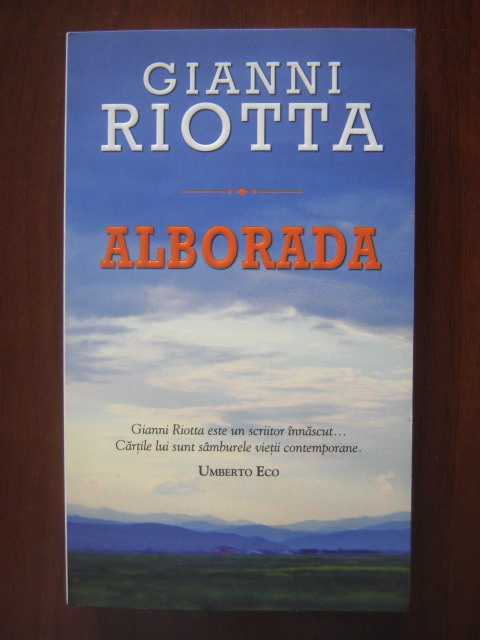 GIANNI
RIOTTA
ALBORADA
Gianni Riotta este un scriitor înnăscut...
Cărțile lui sunt sâmburele vieții contemporane.
UMBERTO ECO